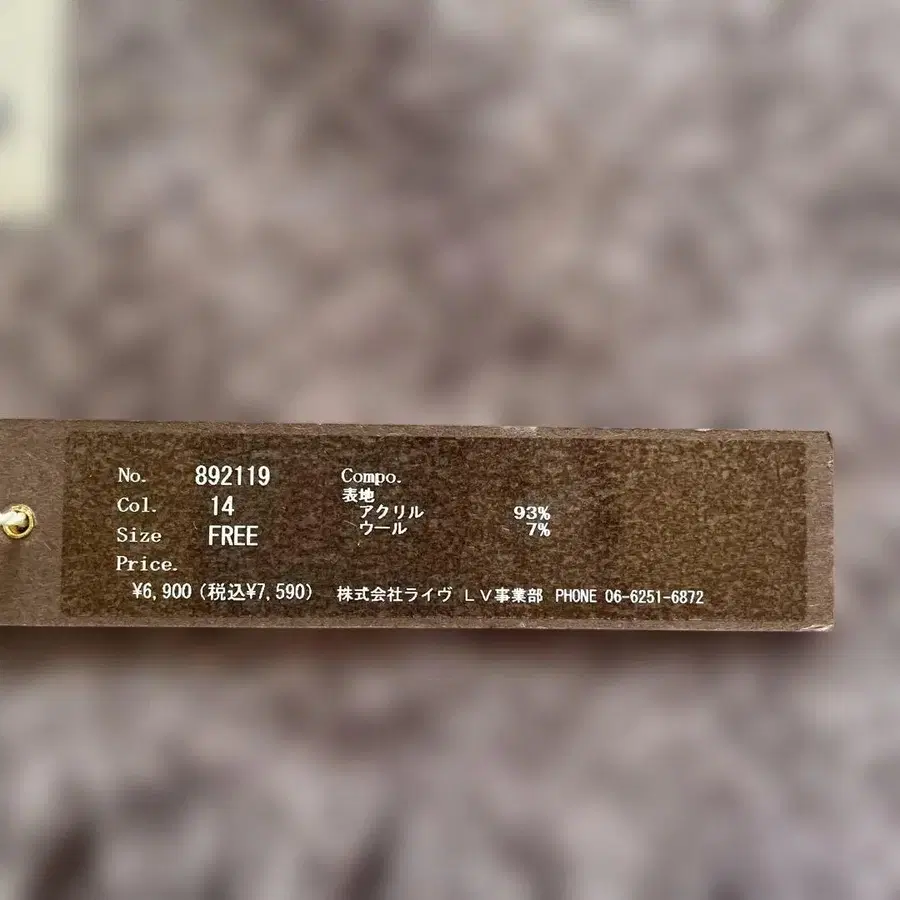 No. 892119
Col. 14
Size FREE
Price.
¥6,900 (税込¥7,590)
Compo.
表地
アクリル 93%
ウール 7%
株式会社ライヴ LV事業部 PHONE 06-6251-6872